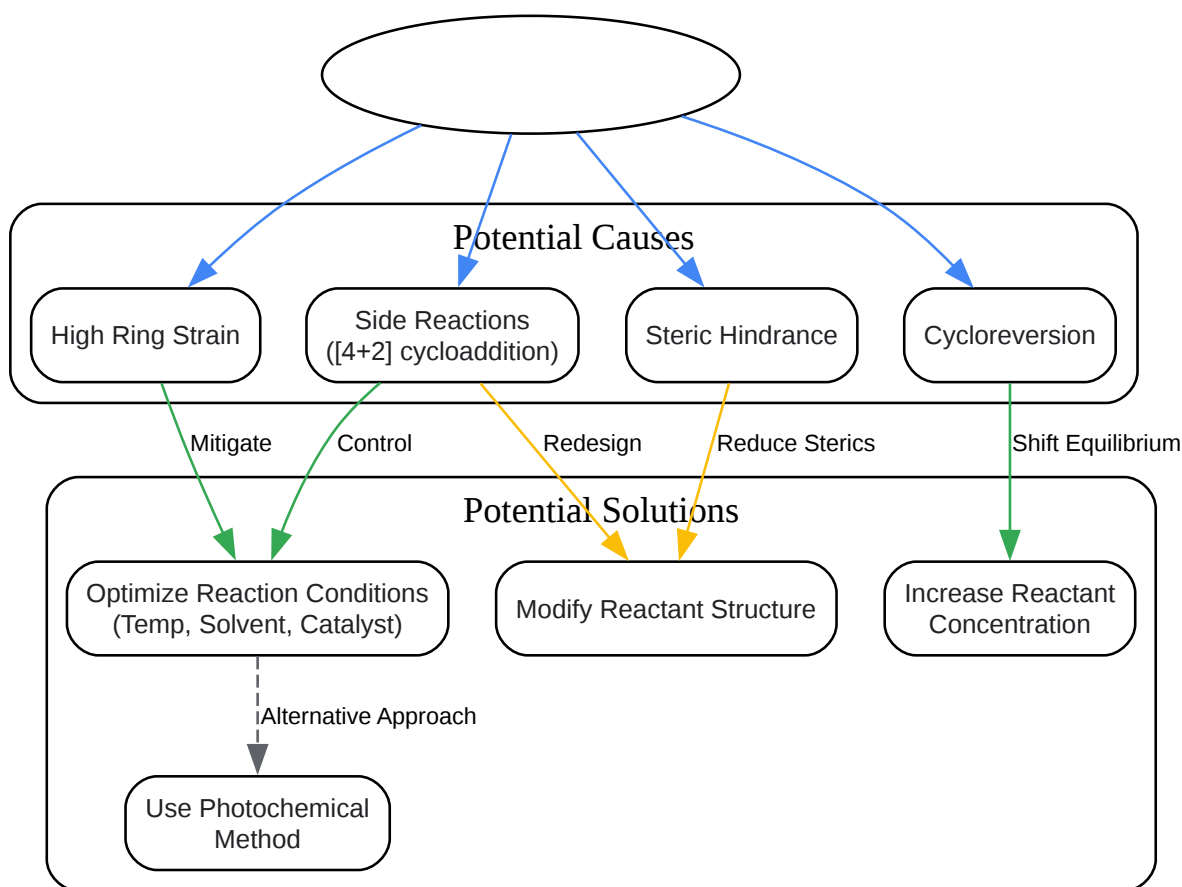 Potential Causes
High Ring Strain
Side Reactions
([4+2] cycloaddition)
Steric Hindrance
Cycloreversion
Mitigate
Control
Redesign
Reduce Sterics
Shift Equilibrium
Potential Solutions
Optimize Reaction Conditions
(Temp, Solvent, Catalyst)
Modify Reactant Structure
Increase Reactant
Concentration
Alternative Approach
Use Photochemical
Method